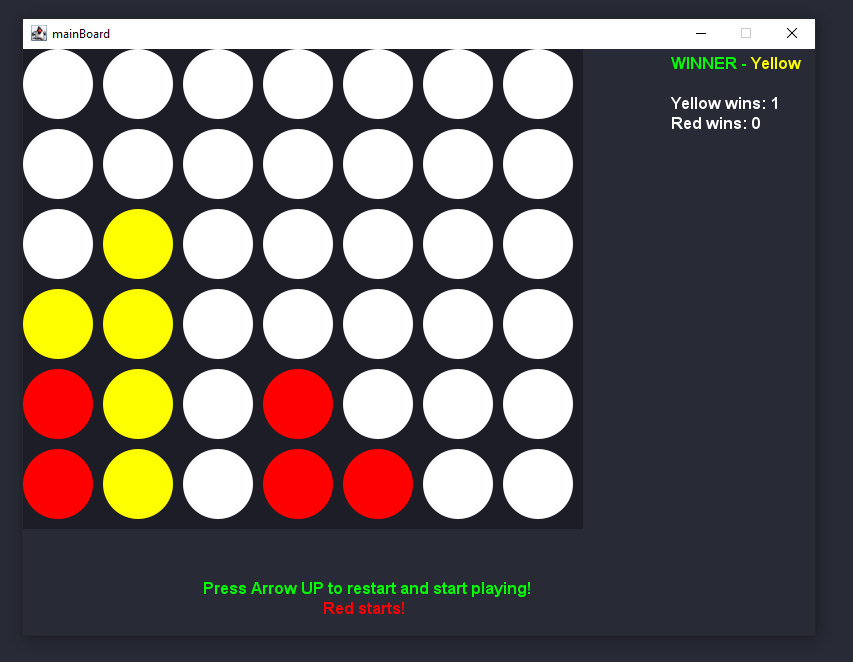 mainBoard
WINNER - Yellow
Yellow wins: 1
Red wins: 0
Press Arrow UP to restart and start playing!
Red starts!